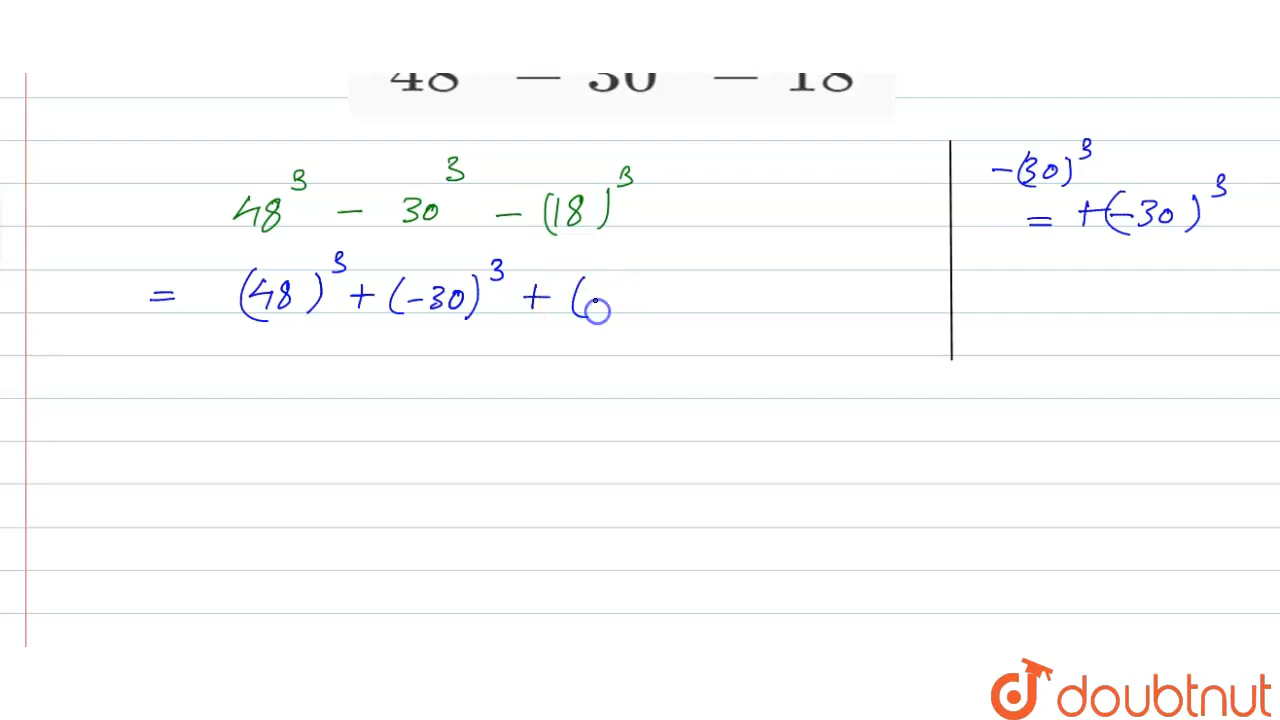 48 - 30 - 18
48³ - 30³ - (18)³
= (48)³ + (-30)³ + (
-(30)³
= +(-30)³
doubtnut